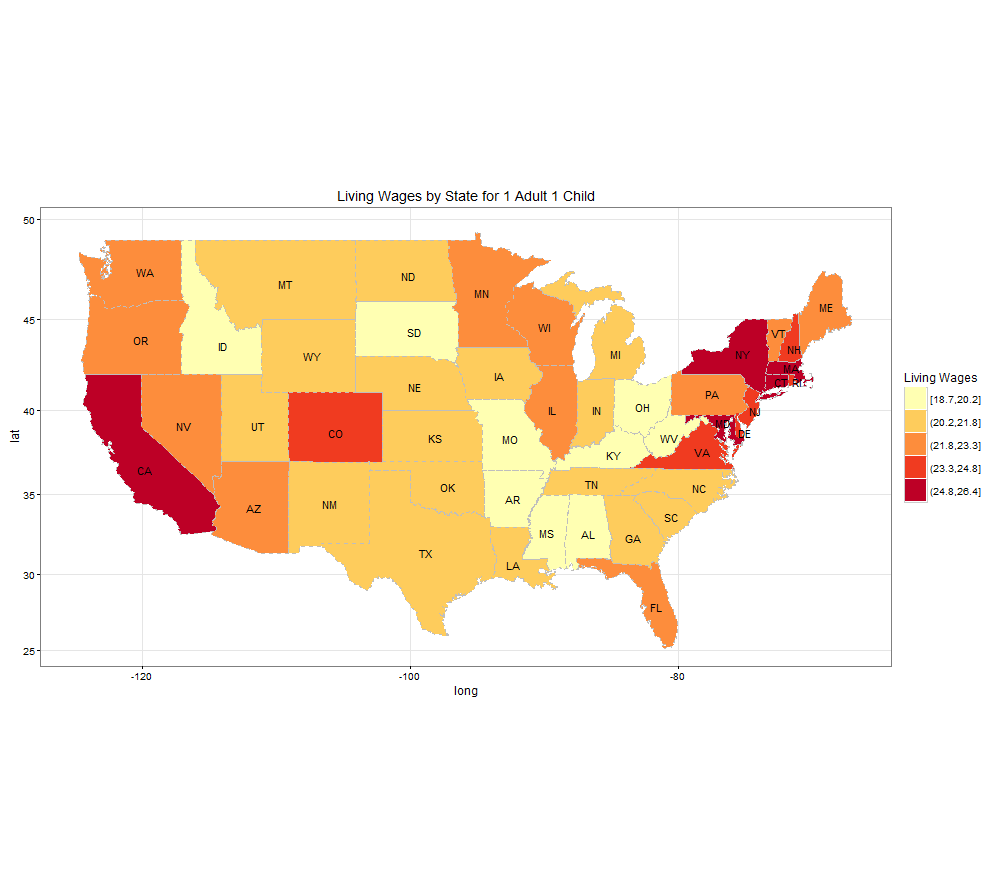 Living Wages by State for 1 Adult 1 Child
50
45
40
35
30
25
lat
WA
MT
ND
MN
ME
OR
ID
SD
WI
VT
NH
WY
MI
NY
MA
IA
CT RI
NE
PA
OH
IL
IN
NJ
NV
UT
CO
KS
MO
WV
MD
DE
VA
KY
CA
OK
TN
NC
AZ
NM
AR
SC
MS
AL
GA
TX
LA
FL
-120
-100
-80
long
Living Wages
[18.7,20.2]
(20.2,21.8]
(21.8,23.3]
(23.3,24.8]
(24.8,26.4]